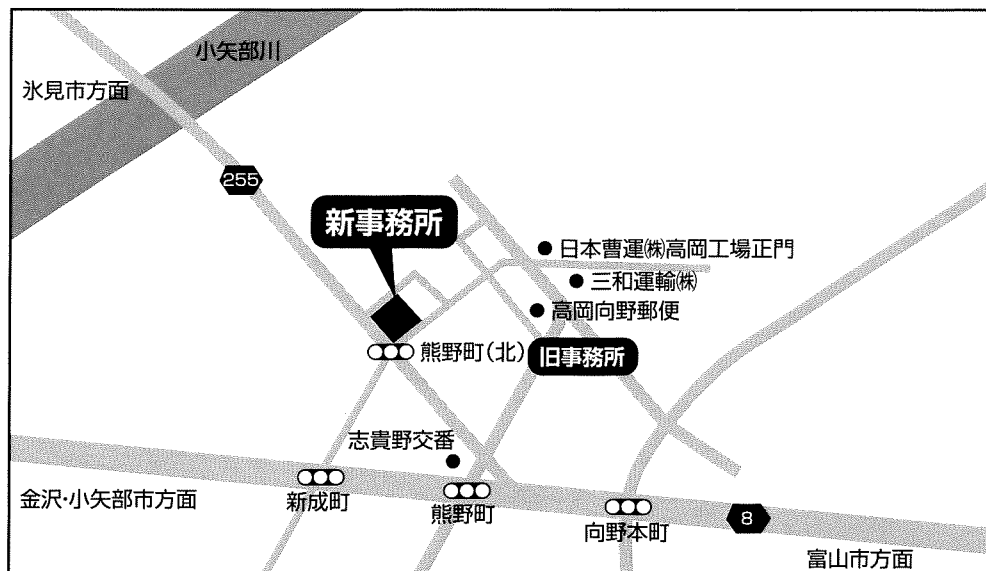 小矢部川
氷見市方面
255
新事務所
日本曹運㈱高岡工場正門
三和運輸㈱
高岡向野郵便
熊野町(北)
旧事務所
志貴野交番
金沢・小矢部市方面
新成町
熊野町
向野本町
8
富山市方面